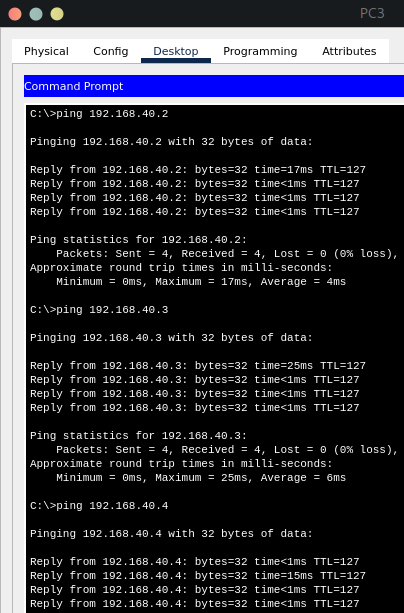 PC3
Physical Config Desktop Programming Attributes
Command Prompt
C:\>ping 192.168.40.2
Pinging 192.168.40.2 with 32 bytes of data:
Reply from 192.168.40.2: bytes=32 time=17ms TTL=127
Reply from 192.168.40.2: bytes=32 time<1ms TTL=127
Reply from 192.168.40.2: bytes=32 time<1ms TTL=127
Reply from 192.168.40.2: bytes=32 time<1ms TTL=127
Ping statistics for 192.168.40.2:
Packets: Sent = 4, Received = 4, Lost = 0 (0% loss),
Approximate round trip times in milli-seconds:
Minimum = 0ms, Maximum = 17ms, Average = 4ms
C:\>ping 192.168.40.3
Pinging 192.168.40.3 with 32 bytes of data:
Reply from 192.168.40.3: bytes=32 time=25ms TTL=127
Reply from 192.168.40.3: bytes=32 time<1ms TTL=127
Reply from 192.168.40.3: bytes=32 time<1ms TTL=127
Reply from 192.168.40.3: bytes=32 time<1ms TTL=127
Ping statistics for 192.168.40.3:
Packets: Sent = 4, Received = 4, Lost = 0 (0% loss),
Approximate round trip times in milli-seconds:
Minimum = 0ms, Maximum = 25ms, Average = 6ms
C:\>ping 192.168.40.4
Pinging 192.168.40.4 with 32 bytes of data:
Reply from 192.168.40.4: bytes=32 time<1ms TTL=127
Reply from 192.168.40.4: bytes=32 time=15ms TTL=127
Reply from 192.168.40.4: bytes=32 time<1ms TTL=127
Reply from 192.168.40.4: bytes=32 time<1ms TTL=127